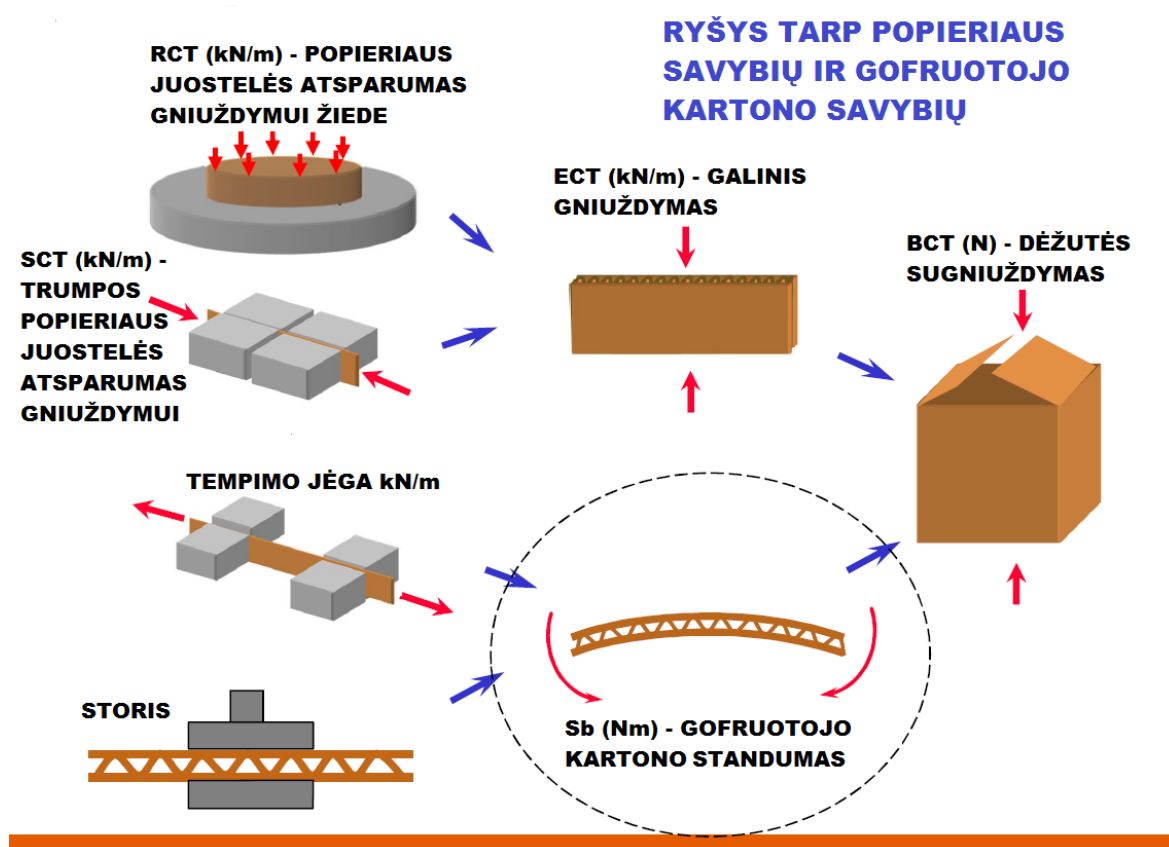 RYŠYS TARP POPIERIAUS
SAVYBIŲ IR GOFRUOTOJO
KARTONO SAVYBIŲ
RCT (kN/m) - POPIERIAUS
JUOSTELĖS ATSPARUMAS
GNIUŽDYMUI ŽIEDE
ECT (kN/m) - GALINIS
GNIUŽDYMAS
BCT (N) - DĖŽUTĖS
SUGNIUŽDYMAS
SCT (kN/m) -
TRUMPOS
POPIERIAUS
JUOSTELĖS
ATSPARUMAS
GNIUŽDYMUI
TEMPIMO JĖGA kN/m
STORIS
Sb (Nm) - GOFRUOTOJO
KARTONO STANDUMAS